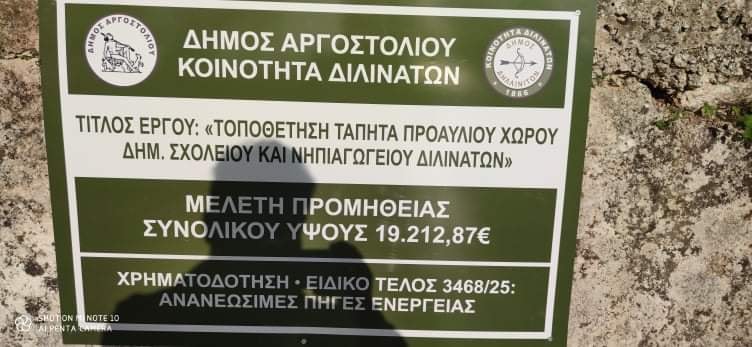 ΔΗΜΟΣ ΑΡΓΟΣΤΟΛΙΟΥ
ΔΗΜΟΣ ΑΡΓΟΣΤΟΛΙΟΥ
ΚΟΙΝΟΤΗΤΑ ΔΙΛΙΝΑΤΩΝ
ΚΟΙΝΟΤΗΤΑ ΔΙΛΙΝΑΤΩΝ
ΔΗΜΟΣ
1866
ΤΙΤΛΟΣ ΕΡΓΟΥ: «ΤΟΠΟΘΕΤΗΣΗ ΤΑΠΗΤΑ ΠΡΟΑΥΛΙΟΥ ΧΩΡΟΥ
ΔΗΜ. ΣΧΟΛΕΙΟΥ ΚΑΙ ΝΗΠΙΑΓΩΓΕΙΟΥ ΔΙΛΙΝΑΤΩΝ»
ΜΕΛΕΤΗ ΠΡΟΜΗΘΕΙΑΣ
ΣΥΝΟΛΙΚΟΥ ΥΨΟΥΣ 19.212,87€
ΧΡΗΜΑΤΟΔΟΤΗΣΗ • ΕΙΔΙΚΟ ΤΕΛΟΣ 3468/25:
ΑΝΑΝΕΩΣΙΜΕΣ ΠΗΓΕΣ ΕΝΕΡΓΕΙΑΣ
SHOT ON MI NOTE 10
AI PENTA CAMERA